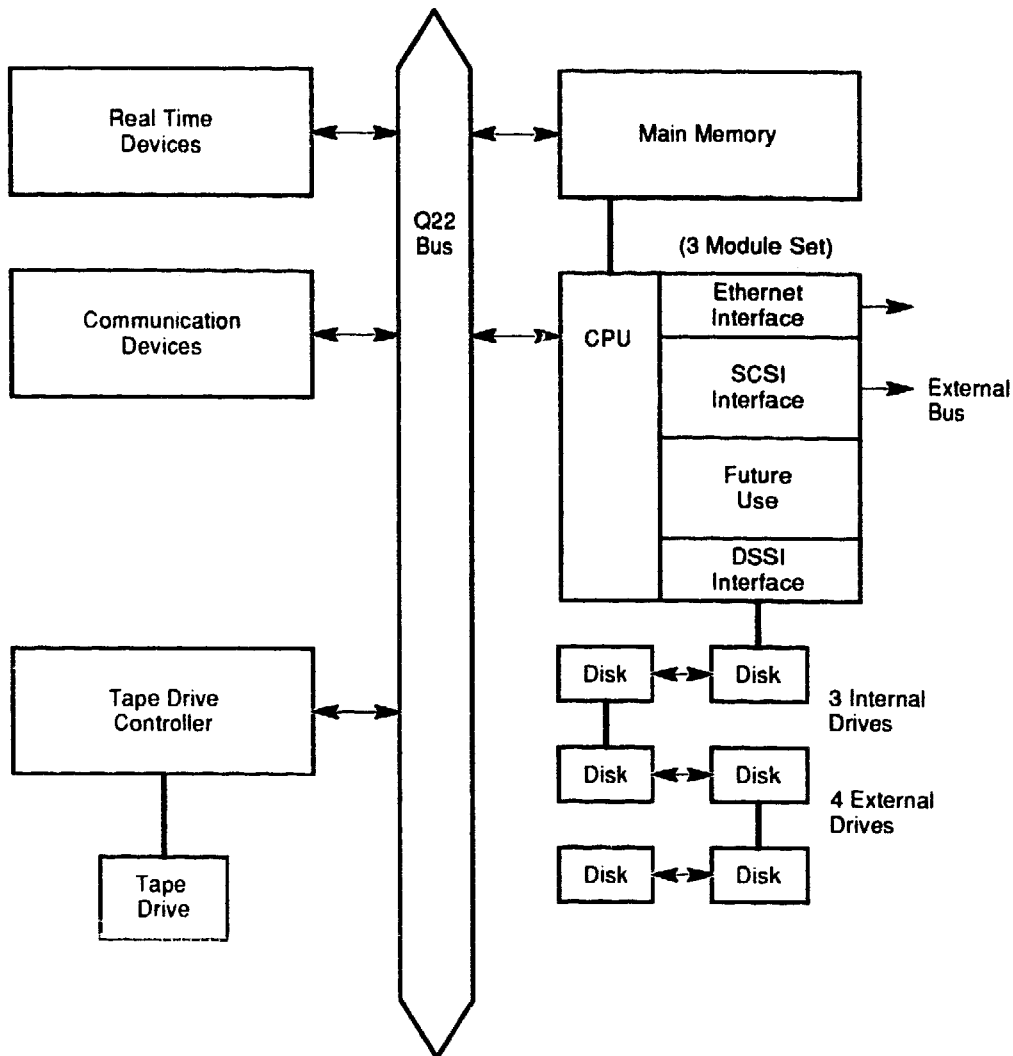 Real Time
Devices
Main Memory
Q22
Bus
(3 Module Set)
Communication
Devices
CPU
Ethernet
Interface
SCSI
Interface
External
Bus
Future
Use
DSSI
Interface
Tape Drive
Controller
Disk
Disk
3 Internal
Drives
Disk
Disk
4 External
Drives
Disk
Disk
Tape
Drive